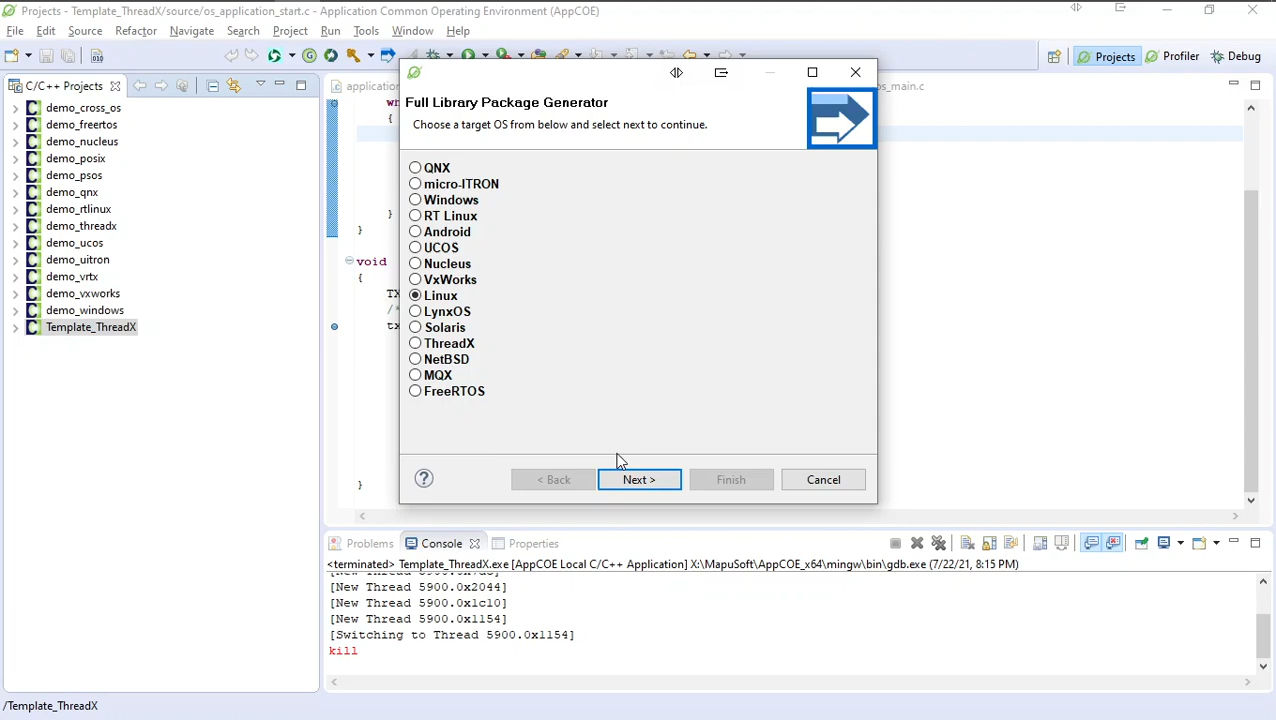 Projects - Template_ThreadX/source/os_application_start.c - Application Common Operating Environment (AppCOE)
File Edit Source Refactor Navigate Search Project Run Tools Window Help
Projects Profiler Debug
C/C++ Projects
demo_cross_os
demo_freertos
demo_nucleus
demo_posix
demo_psos
demo_qnx
demo_rtlinux
demo_threadx
demo_ucos
demo_uitron
demo_vrtx
demo_vxworks
demo_windows
Template_ThreadX
application
os_main.c
wh
{
}
}
void
{
TX
/*
tx
}
Full Library Package Generator
Choose a target OS from below and select next to continue.
QNX
micro-ITRON
Windows
RT Linux
Android
UCOS
Nucleus
VxWorks
Linux
LynxOS
Solaris
ThreadX
NetBSD
MQX
FreeRTOS
? < Back Next > Finish Cancel
Problems Console Properties
<terminated> Template_ThreadX.exe [AppCOE Local C/C++ Application] X:\MapuSoft\AppCOE_x64\mingw\bin\gdb.exe (7/22/21, 8:15 PM)
[New Thread 5900.0x2044]
[New Thread 5900.0x1c10]
[New Thread 5900.0x1154]
[Switching to Thread 5900.0x1154]
kill
/Template_ThreadX